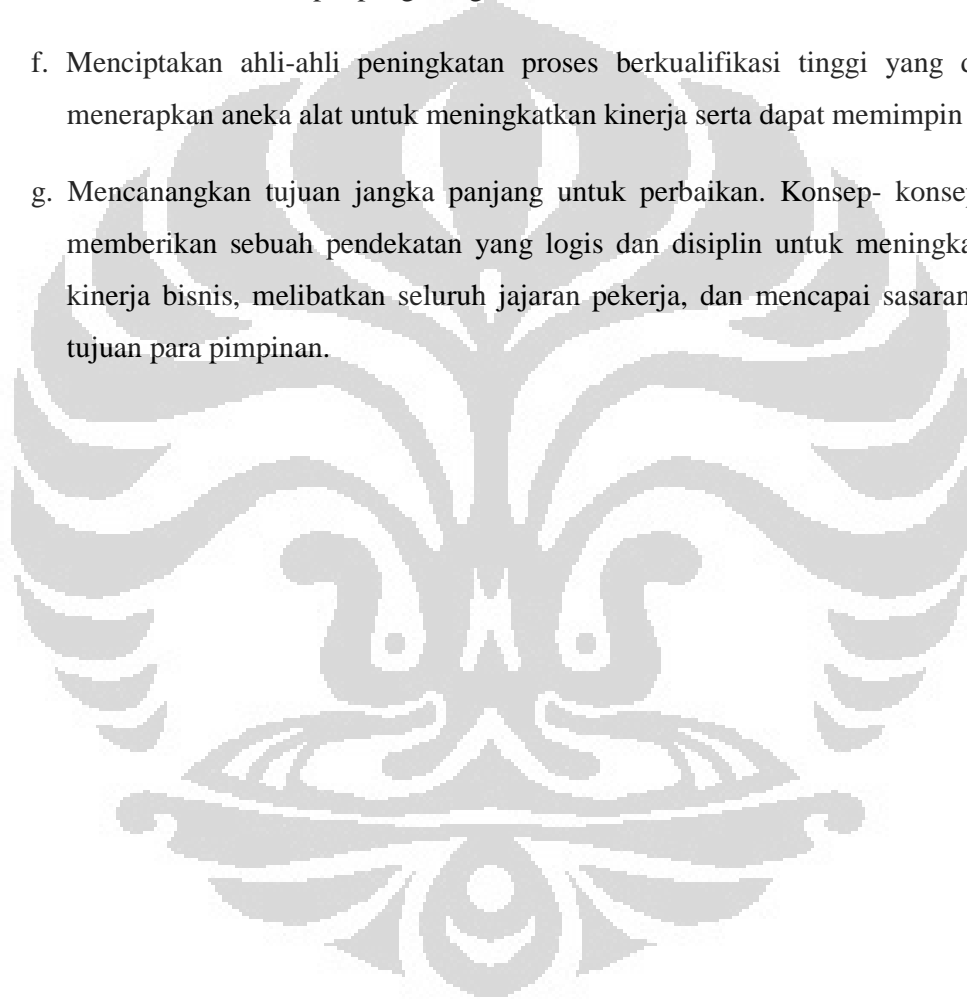 f. Menciptakan ahli-ahli peningkatan proses berkualifikasi tinggi yang
menerapkan aneka alat untuk meningkatkan kinerja serta dapat memimpin
g. Mencanangkan tujuan jangka panjang untuk perbaikan. Konsep- konsep
memberikan sebuah pendekatan yang logis dan disiplin untuk
kinerja bisnis, melibatkan seluruh jajaran pekerja, dan mencapai sasaran
tujuan para pimpinan.